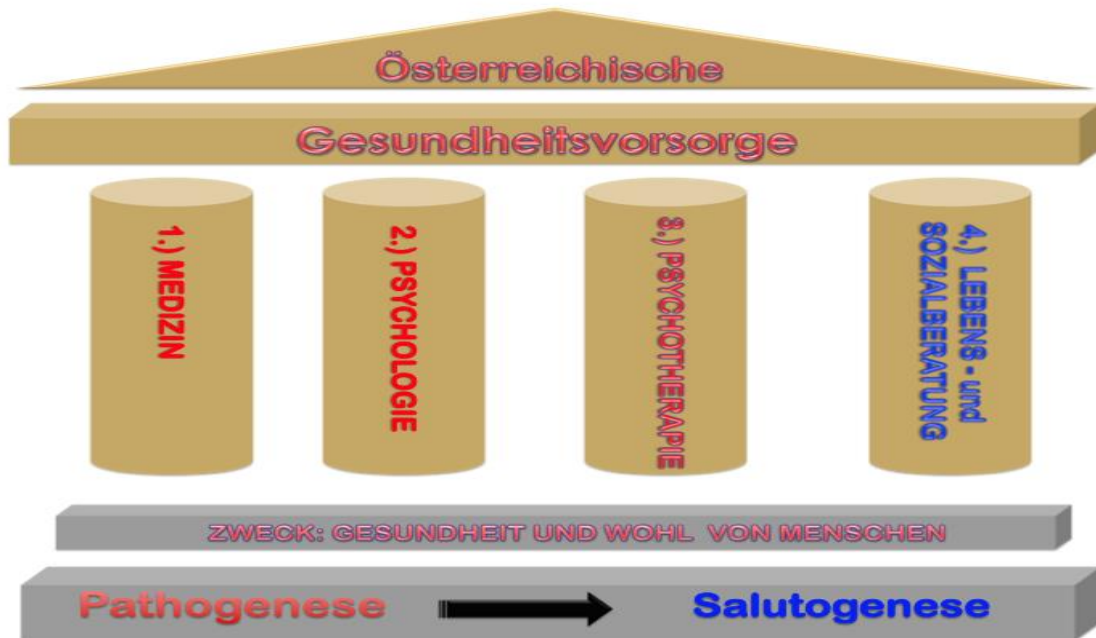 Österreichische
Gesundheitsvorsorge
1.) MEDIZIN
2.) PSYCHOLOGIE
3.) PSYCHOTHERAPIE
4.) LEBENS - und
SOZIALBERATUNG
ZWECK: GESUNDHEIT UND WOHL VON MENSCHEN
Pathogenese
Salutogenese